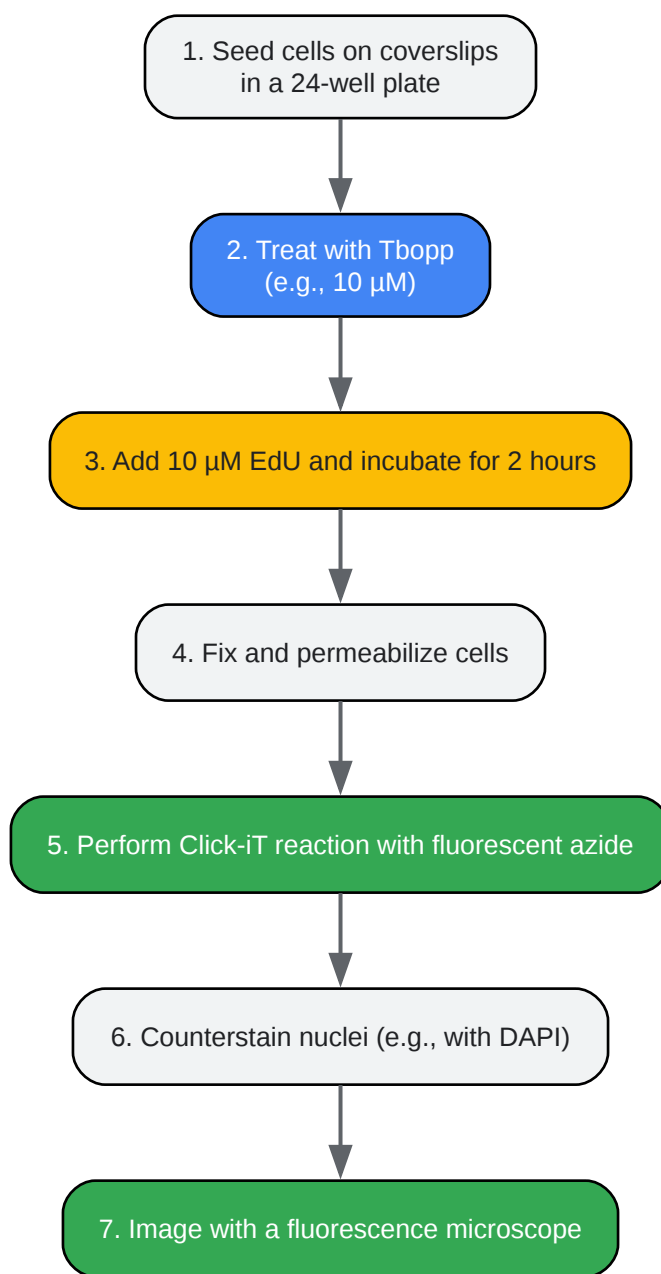 1. Seed cells on coverslips
in a 24-well plate
2. Treat with Tbopp
(e.g., 10 µM)
3. Add 10 µM EdU and incubate for 2 hours
4. Fix and permeabilize cells
5. Perform Click-iT reaction with fluorescent azide
6. Counterstain nuclei (e.g., with DAPI)
7. Image with a fluorescence microscope